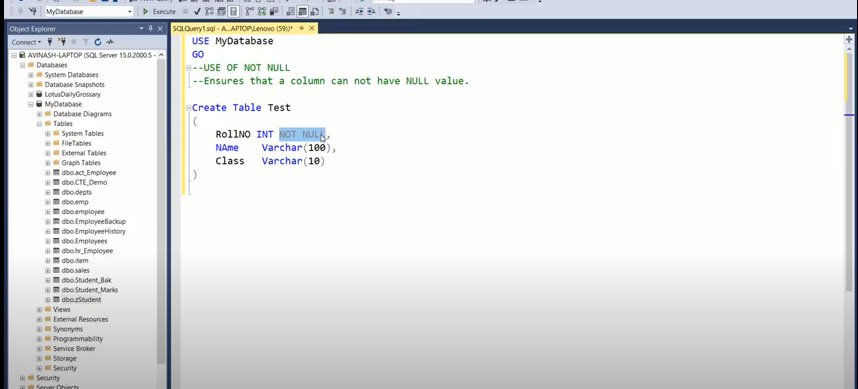 MyDatabase
Execute
Object Explorer
SQLQuery1.sql - A...APTOP\Lenovo (59))*
Connect
AVINASH-LAPTOP (SQL Server 15.0.2000.5 -
Databases
System Databases
Database Snapshots
LotusDailyGrossary
MyDatabase
Database Diagrams
Tables
System Tables
FileTables
External Tables
Graph Tables
dbo.act_Employee
dbo.CTE_Demo
dbo.depts
dbo.emp
dbo.employee
dbo.EmployeeBackup
dbo.EmployeeHistory
dbo.Employees
dbo.hr_Employee
dbo.item
dbo.sales
dbo.Student_Bak
dbo.Student_Marks
dbo.zStudent
Views
External Resources
Synonyms
Programmability
Service Broker
Storage
Security
Security
Server Objects
USE MyDatabase
GO
--USE OF NOT NULL
--Ensures that a column can not have NULL value.
Create Table Test
(
RollNO INT NOT NULL,
NAme Varchar(100),
Class Varchar(10)
)